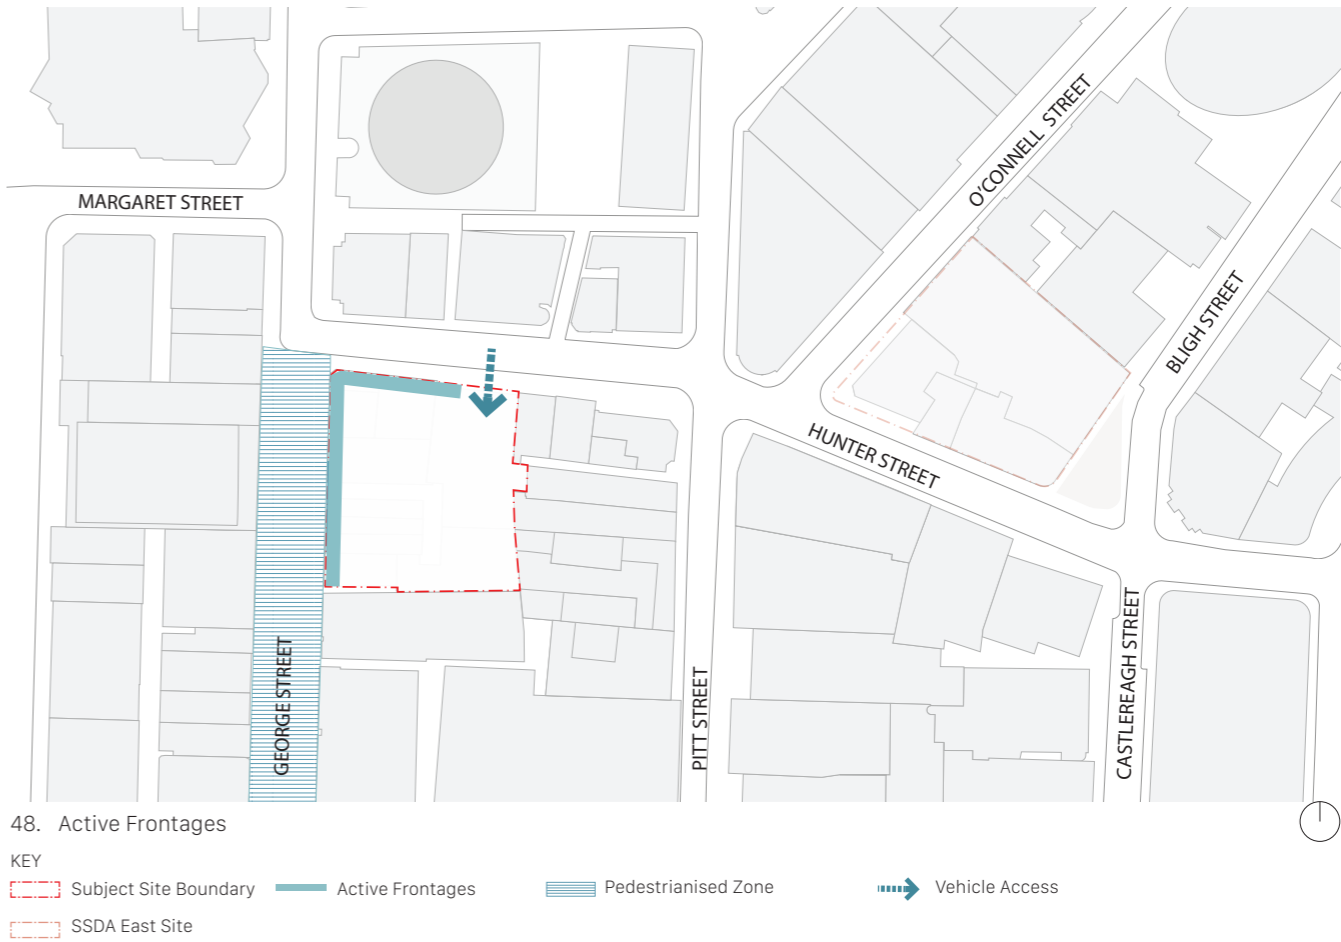 O'CONNELL STREET
MARGARET STREET
BLIGH STREET
HUNTER STREET
GEORGE STREET
PITT STREET
CASTLEREAGH STREET
48. Active Frontages
KEY
Subject Site Boundary
Active Frontages
Pedestrianised Zone
Vehicle Access
SSDA East Site